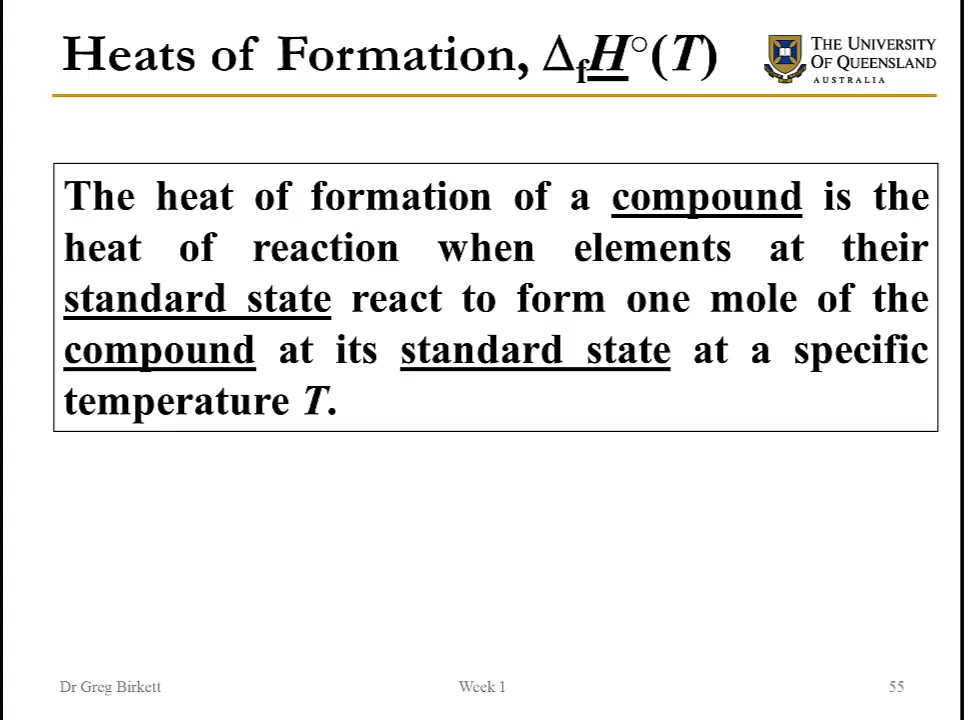 Heats of Formation, ΔfH°(T)
THE UNIVERSITY
OF QUEENSLAND
AUSTRALIA
The heat of formation of a compound is the
heat of reaction when elements at their
standard state react to form one mole of the
compound at its standard state at a specific
temperature T.
Dr Greg Birkett
Week 1
55